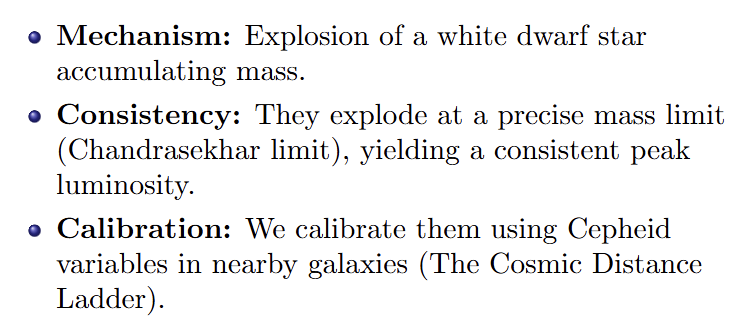 Mechanism: Explosion of a white dwarf star
accumulating mass.
Consistency: They explode at a precise mass limit
(Chandrasekhar limit), yielding a consistent peak
luminosity.
Calibration: We calibrate them using Cepheid
variables in nearby galaxies (The Cosmic Distance
Ladder).